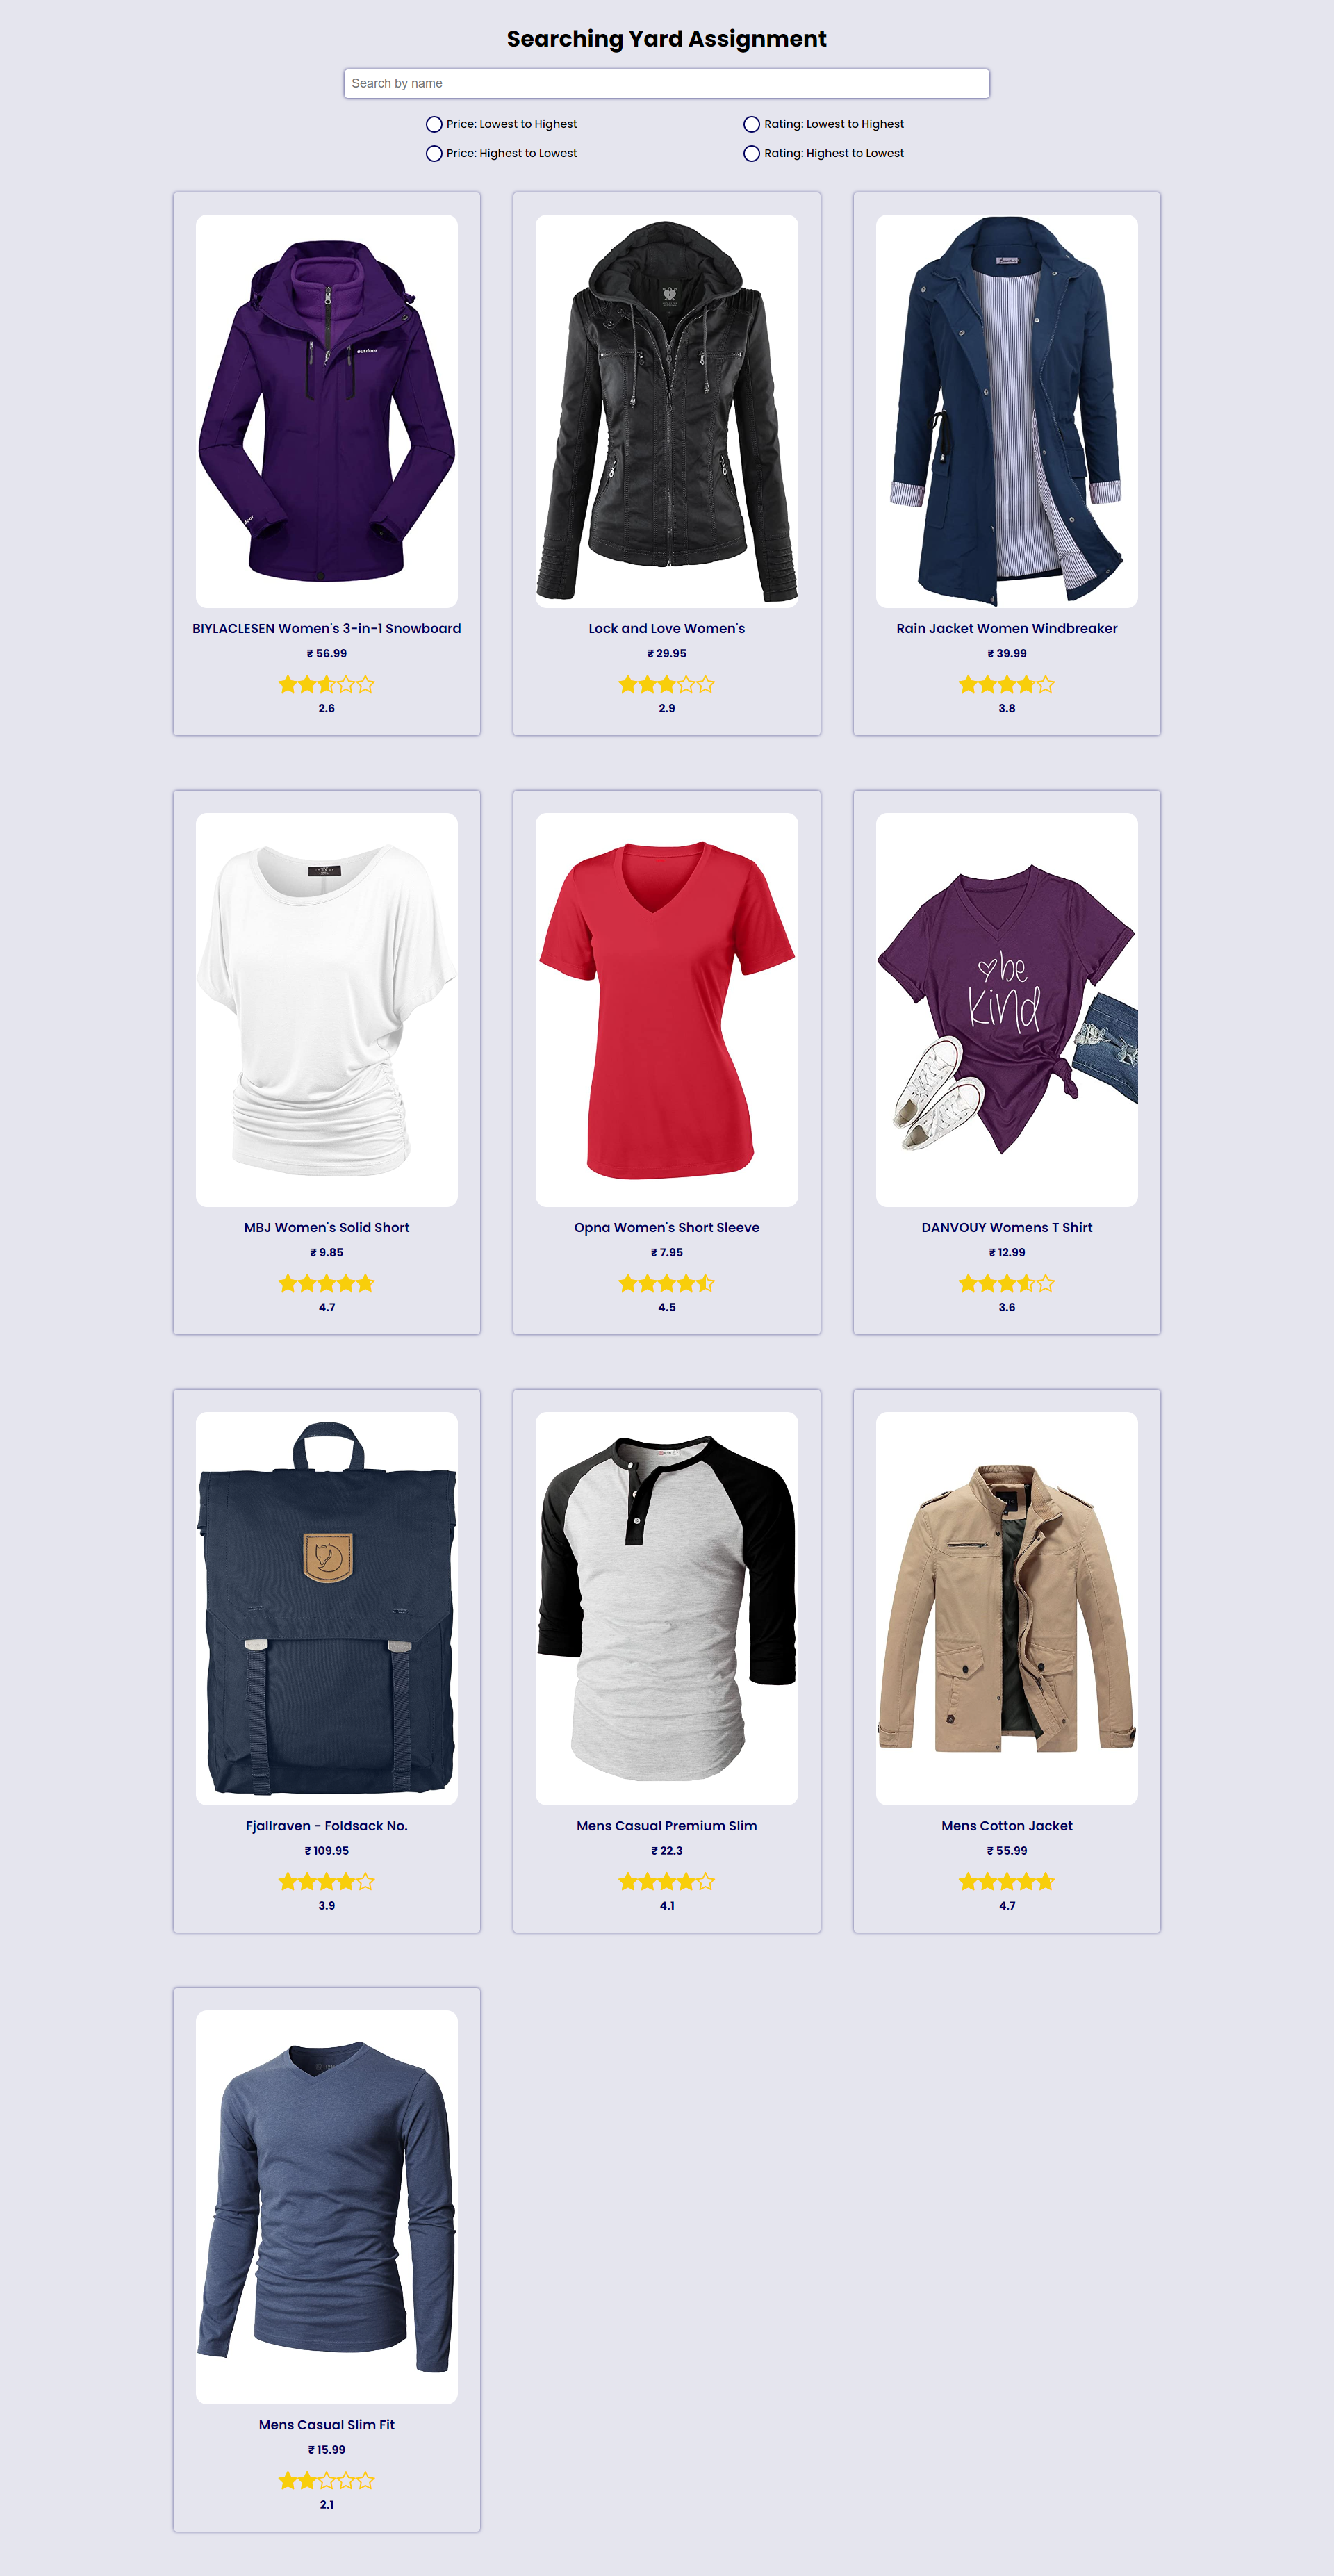 Searching Yard Assignment
Search by name
Price: Lowest to Highest
Rating: Lowest to Highest
Price: Highest to Lowest
Rating: Highest to Lowest
outdoor
BIYLACLESEN Women's 3-in-1 Snowboard
₹ 56.99
2.6
Lock and Love Women's
₹ 29.95
2.9
Rain Jacket Women Windbreaker
₹ 39.99
3.8
MBJ Women's Solid Short
₹ 9.85
4.7
Opna Women's Short Sleeve
₹ 7.95
4.5
be
kind
DANVOUY Womens T Shirt
₹ 12.99
3.6
Fjallraven - Foldsack No.
₹ 109.95
3.9
Mens Casual Premium Slim
₹ 22.3
4.1
Mens Cotton Jacket
₹ 55.99
4.7
Mens Casual Slim Fit
₹ 15.99
2.1